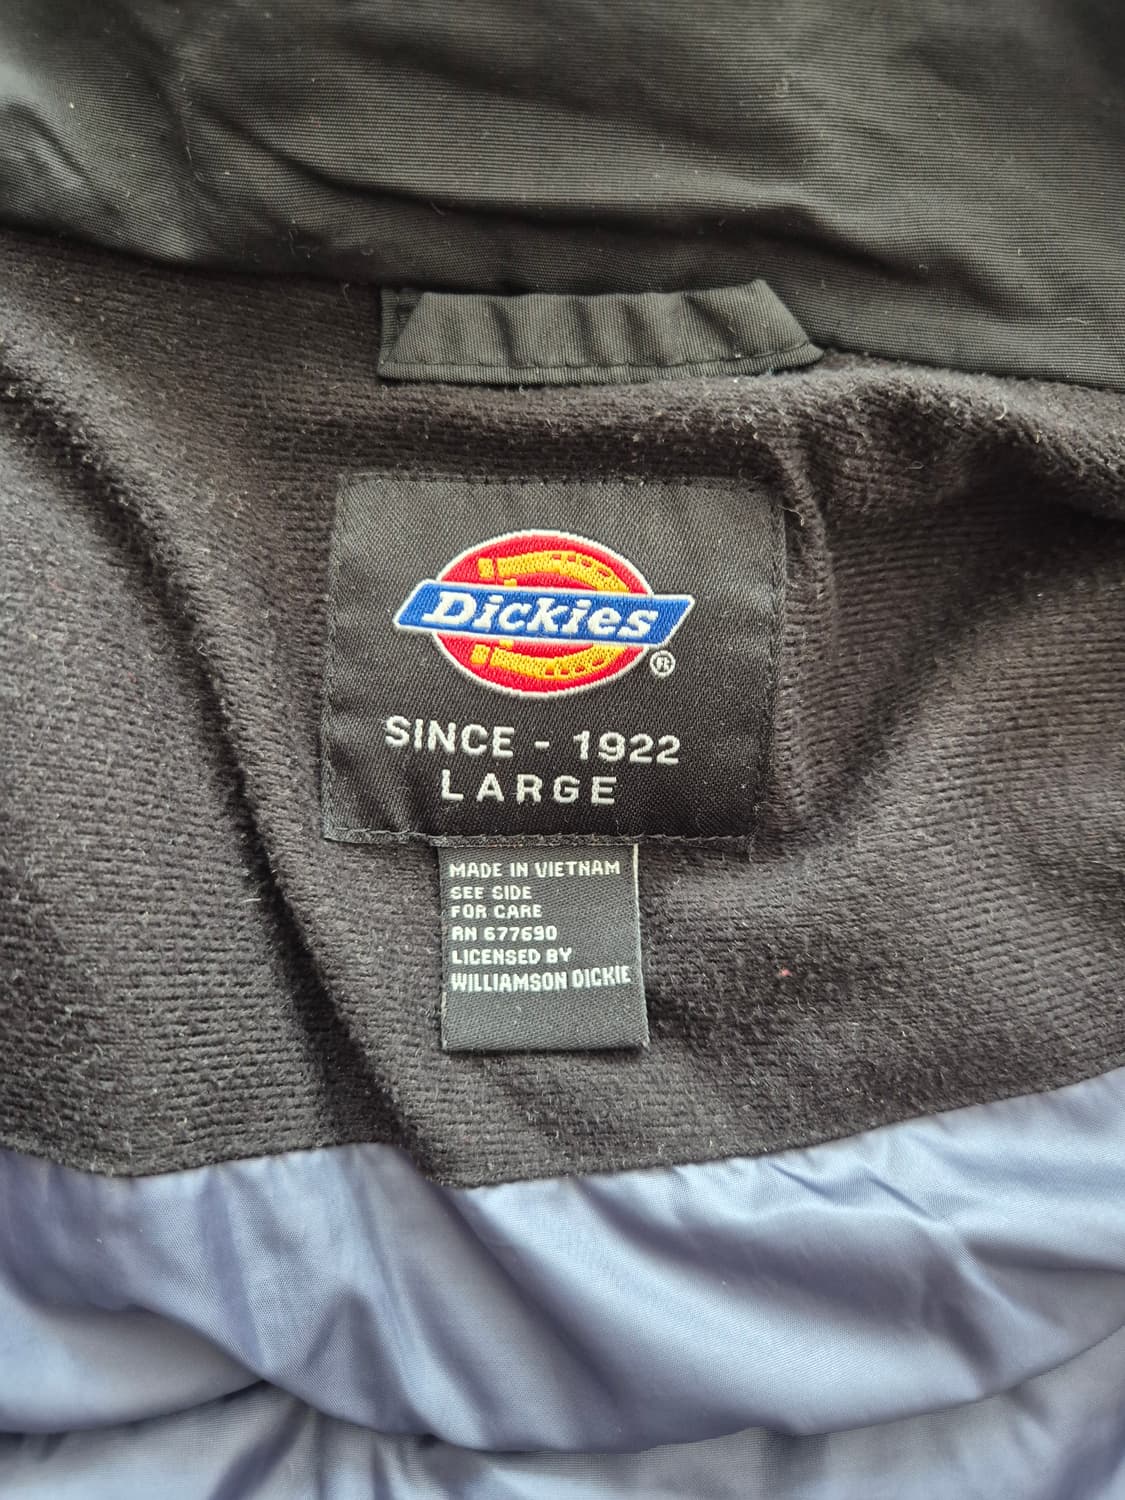 Dickies
®
SINCE - 1922
LARGE
MADE IN VIETNAM
SEE SIDE
FOR CARE
RN 677690
LICENSED BY
WILLIAMSON DICKIE